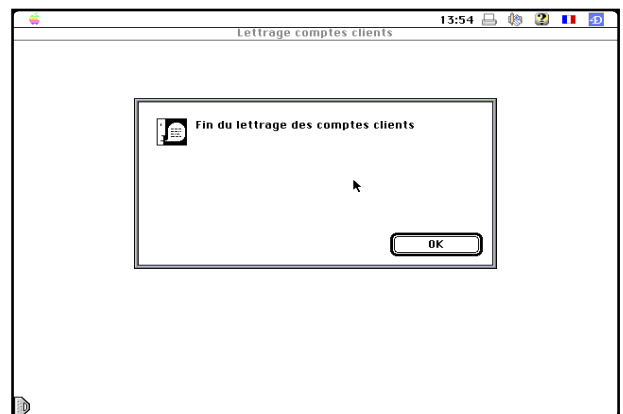 13:54
Lettrage comptes clients
Fin du lettrage des comptes clients
OK